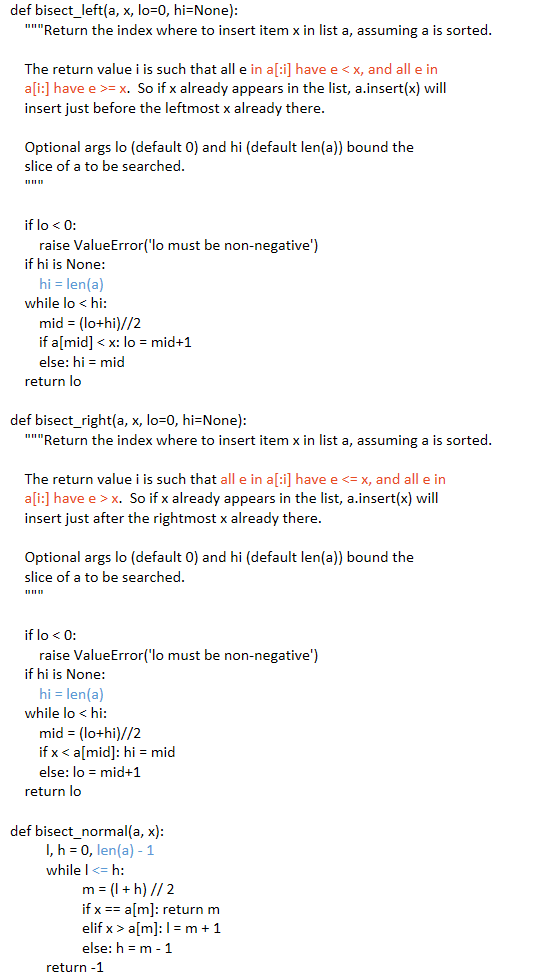 def bisect_left(a, x, lo=0, hi=None):
"""Return the index where to insert item x in list a, assuming a is sorted.
The return value i is such that all e in a[:i] have e < x, and all e in
a[i:] have e >= x.  So if x already appears in the list, a.insert(x) will
insert just before the leftmost x already there.
Optional args lo (default 0) and hi (default len(a)) bound the
slice of a to be searched.
"""
if lo < 0:
raise ValueError('lo must be non-negative')
if hi is None:
hi = len(a)
while lo < hi:
mid = (lo+hi)//2
if a[mid] < x: lo = mid+1
else: hi = mid
return lo
def bisect_right(a, x, lo=0, hi=None):
"""Return the index where to insert item x in list a, assuming a is sorted.
The return value i is such that all e in a[:i] have e <= x, and all e in
a[i:] have e > x.  So if x already appears in the list, a.insert(x) will
insert just after the rightmost x already there.
Optional args lo (default 0) and hi (default len(a)) bound the
slice of a to be searched.
"""
if lo < 0:
raise ValueError('lo must be non-negative')
if hi is None:
hi = len(a)
while lo < hi:
mid = (lo+hi)//2
if x < a[mid]: hi = mid
else: lo = mid+1
return lo
def bisect_normal(a, x):
l, h = 0, len(a) - 1
while l <= h:
m = (l + h) // 2
if x == a[m]: return m
elif x > a[m]: l = m + 1
else: h = m - 1
return -1